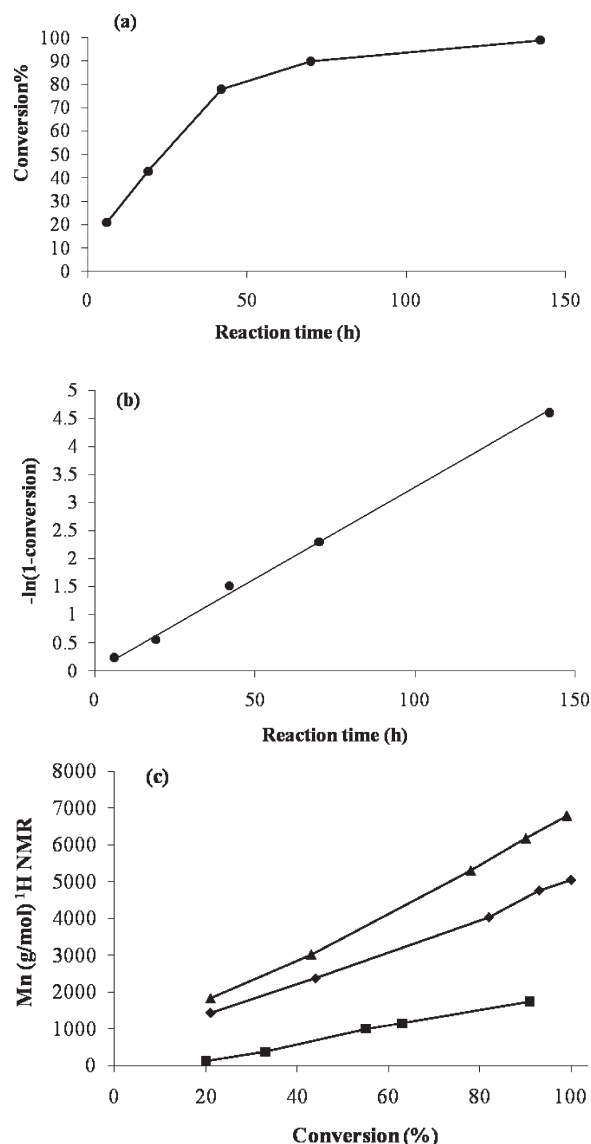 (a)
100
90
80
70
60
50
40
30
20
10
0
Conversion%
0 50 100 150
Reaction time (h)
(b)
5
4.5
4
3.5
3
2.5
2
1.5
1
0.5
0
-ln(1-conversion)
0 50 100 150
Reaction time (h)
(c)
8000
7000
6000
5000
4000
3000
2000
1000
0
Mn (g/mol) ¹H NMR
0 20 40 60 80 100
Conversion (%)